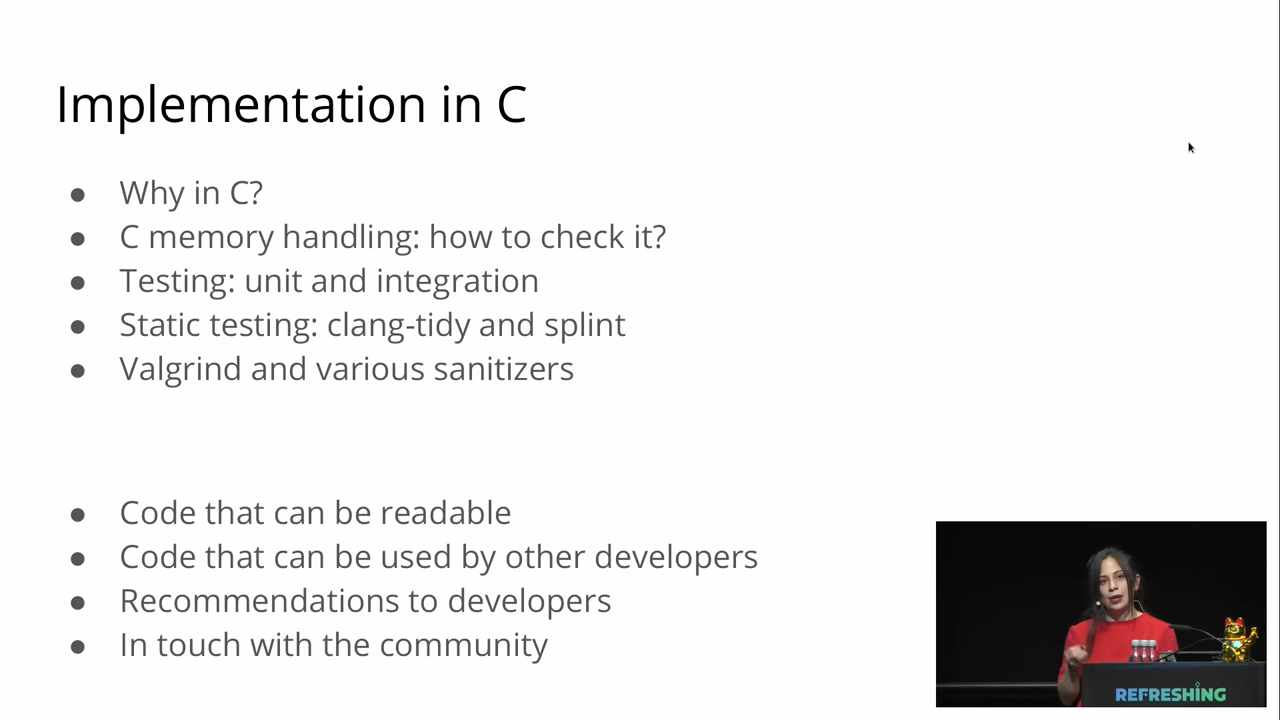 Implementation in C
● Why in C?
● C memory handling: how to check it?
● Testing: unit and integration
● Static testing: clang-tidy and splint
● Valgrind and various sanitizers
● Code that can be readable
● Code that can be used by other developers
● Recommendations to developers
● In touch with the community
REFRESHING